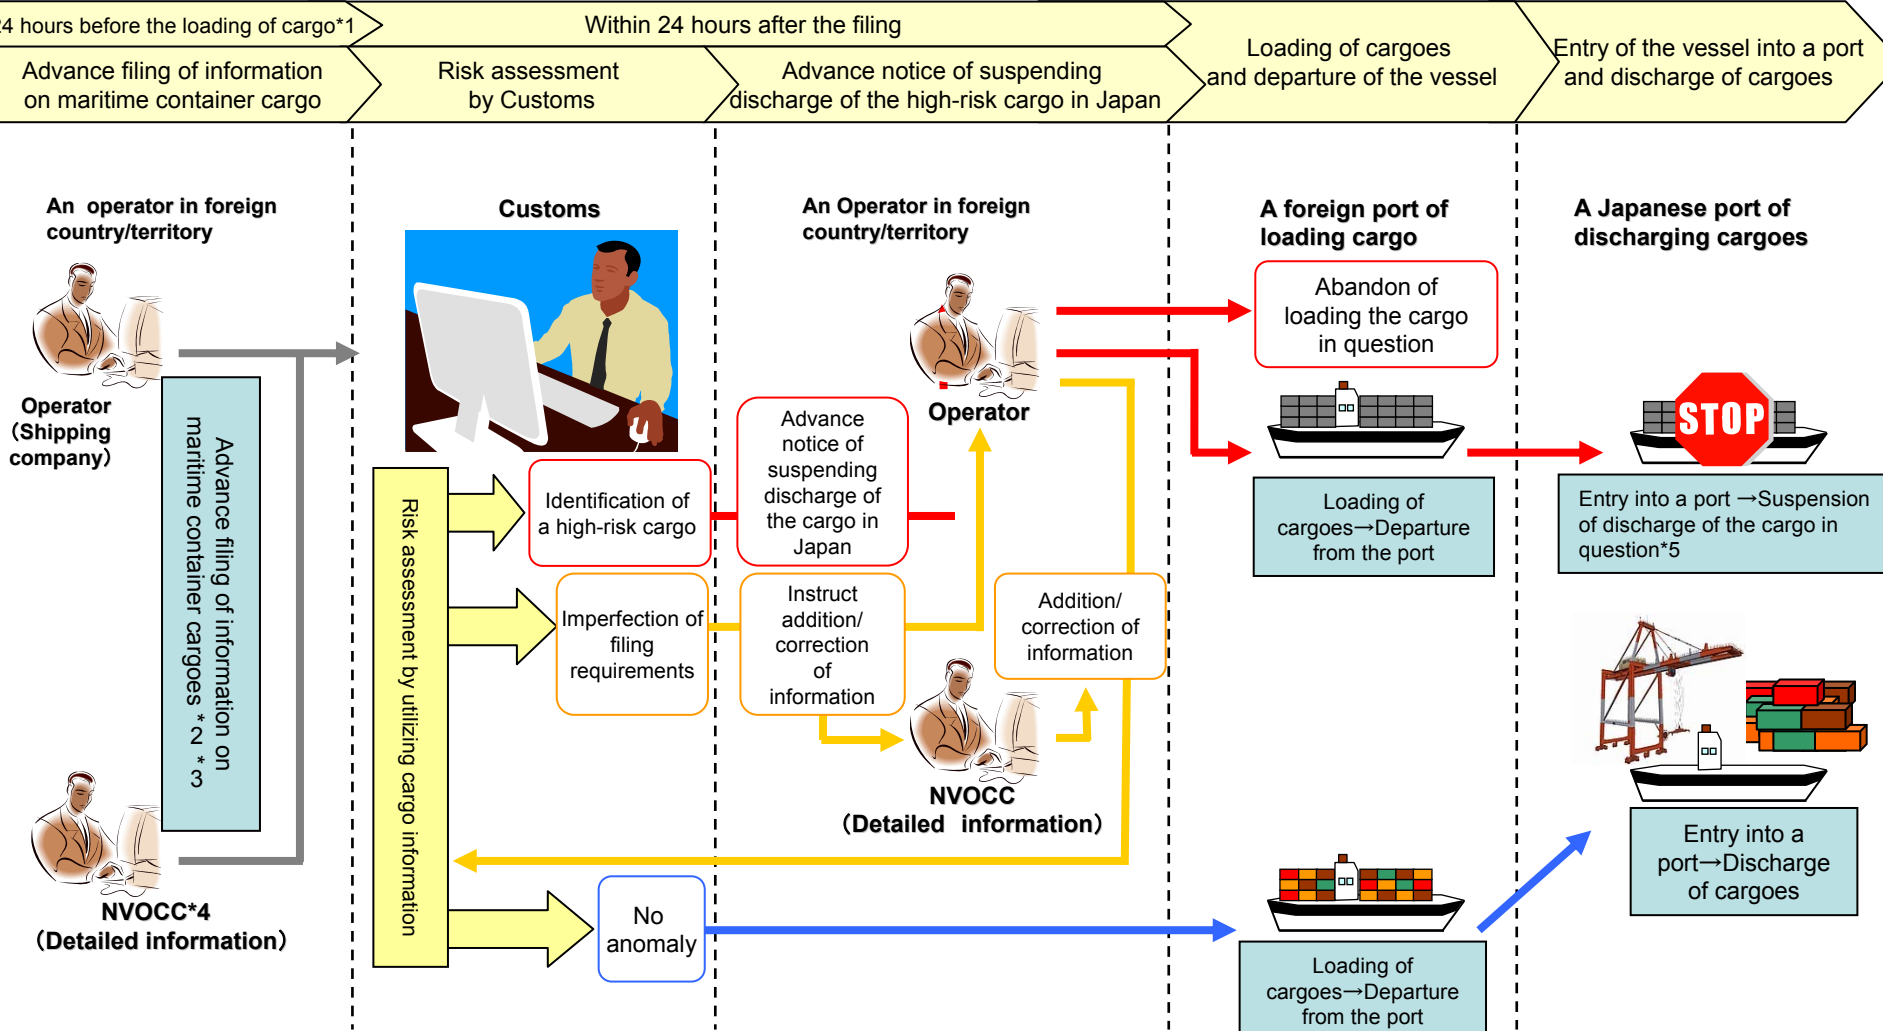 24 hours before the loading of cargo*1
Within 24 hours after the filing
Loading of cargoes
and departure of the vessel
Entry of the vessel into a port
and discharge of cargoes
Advance filing of information
on maritime container cargo
Risk assessment
by Customs
Advance notice of suspending
discharge of the high-risk cargo in Japan
An operator in foreign
country/territory
Customs
An Operator in foreign
country/territory
A foreign port of
loading cargo
A Japanese port of
discharging cargoes
Operator
（Shipping
company）
Advance filing of information on
maritime container cargoes *2 *3
NVOCC*4
（Detailed information）
Risk assessment by utilizing cargo information
Identification of
a high-risk cargo
Advance
notice of
suspending
discharge of
the cargo in
Japan
Operator
Imperfection of
filing
requirements
Instruct
addition/
correction
of
information
Addition/
correction of
information
NVOCC
（Detailed information）
No
anomaly
Abandon of
loading the cargo
in question
Loading of
cargoes→Departure
from the port
STOP
Entry into a port →Suspension
of discharge of the cargo in
question*5
Entry into a
port→Discharge
of cargoes
Loading of
cargoes→Departure
from the port